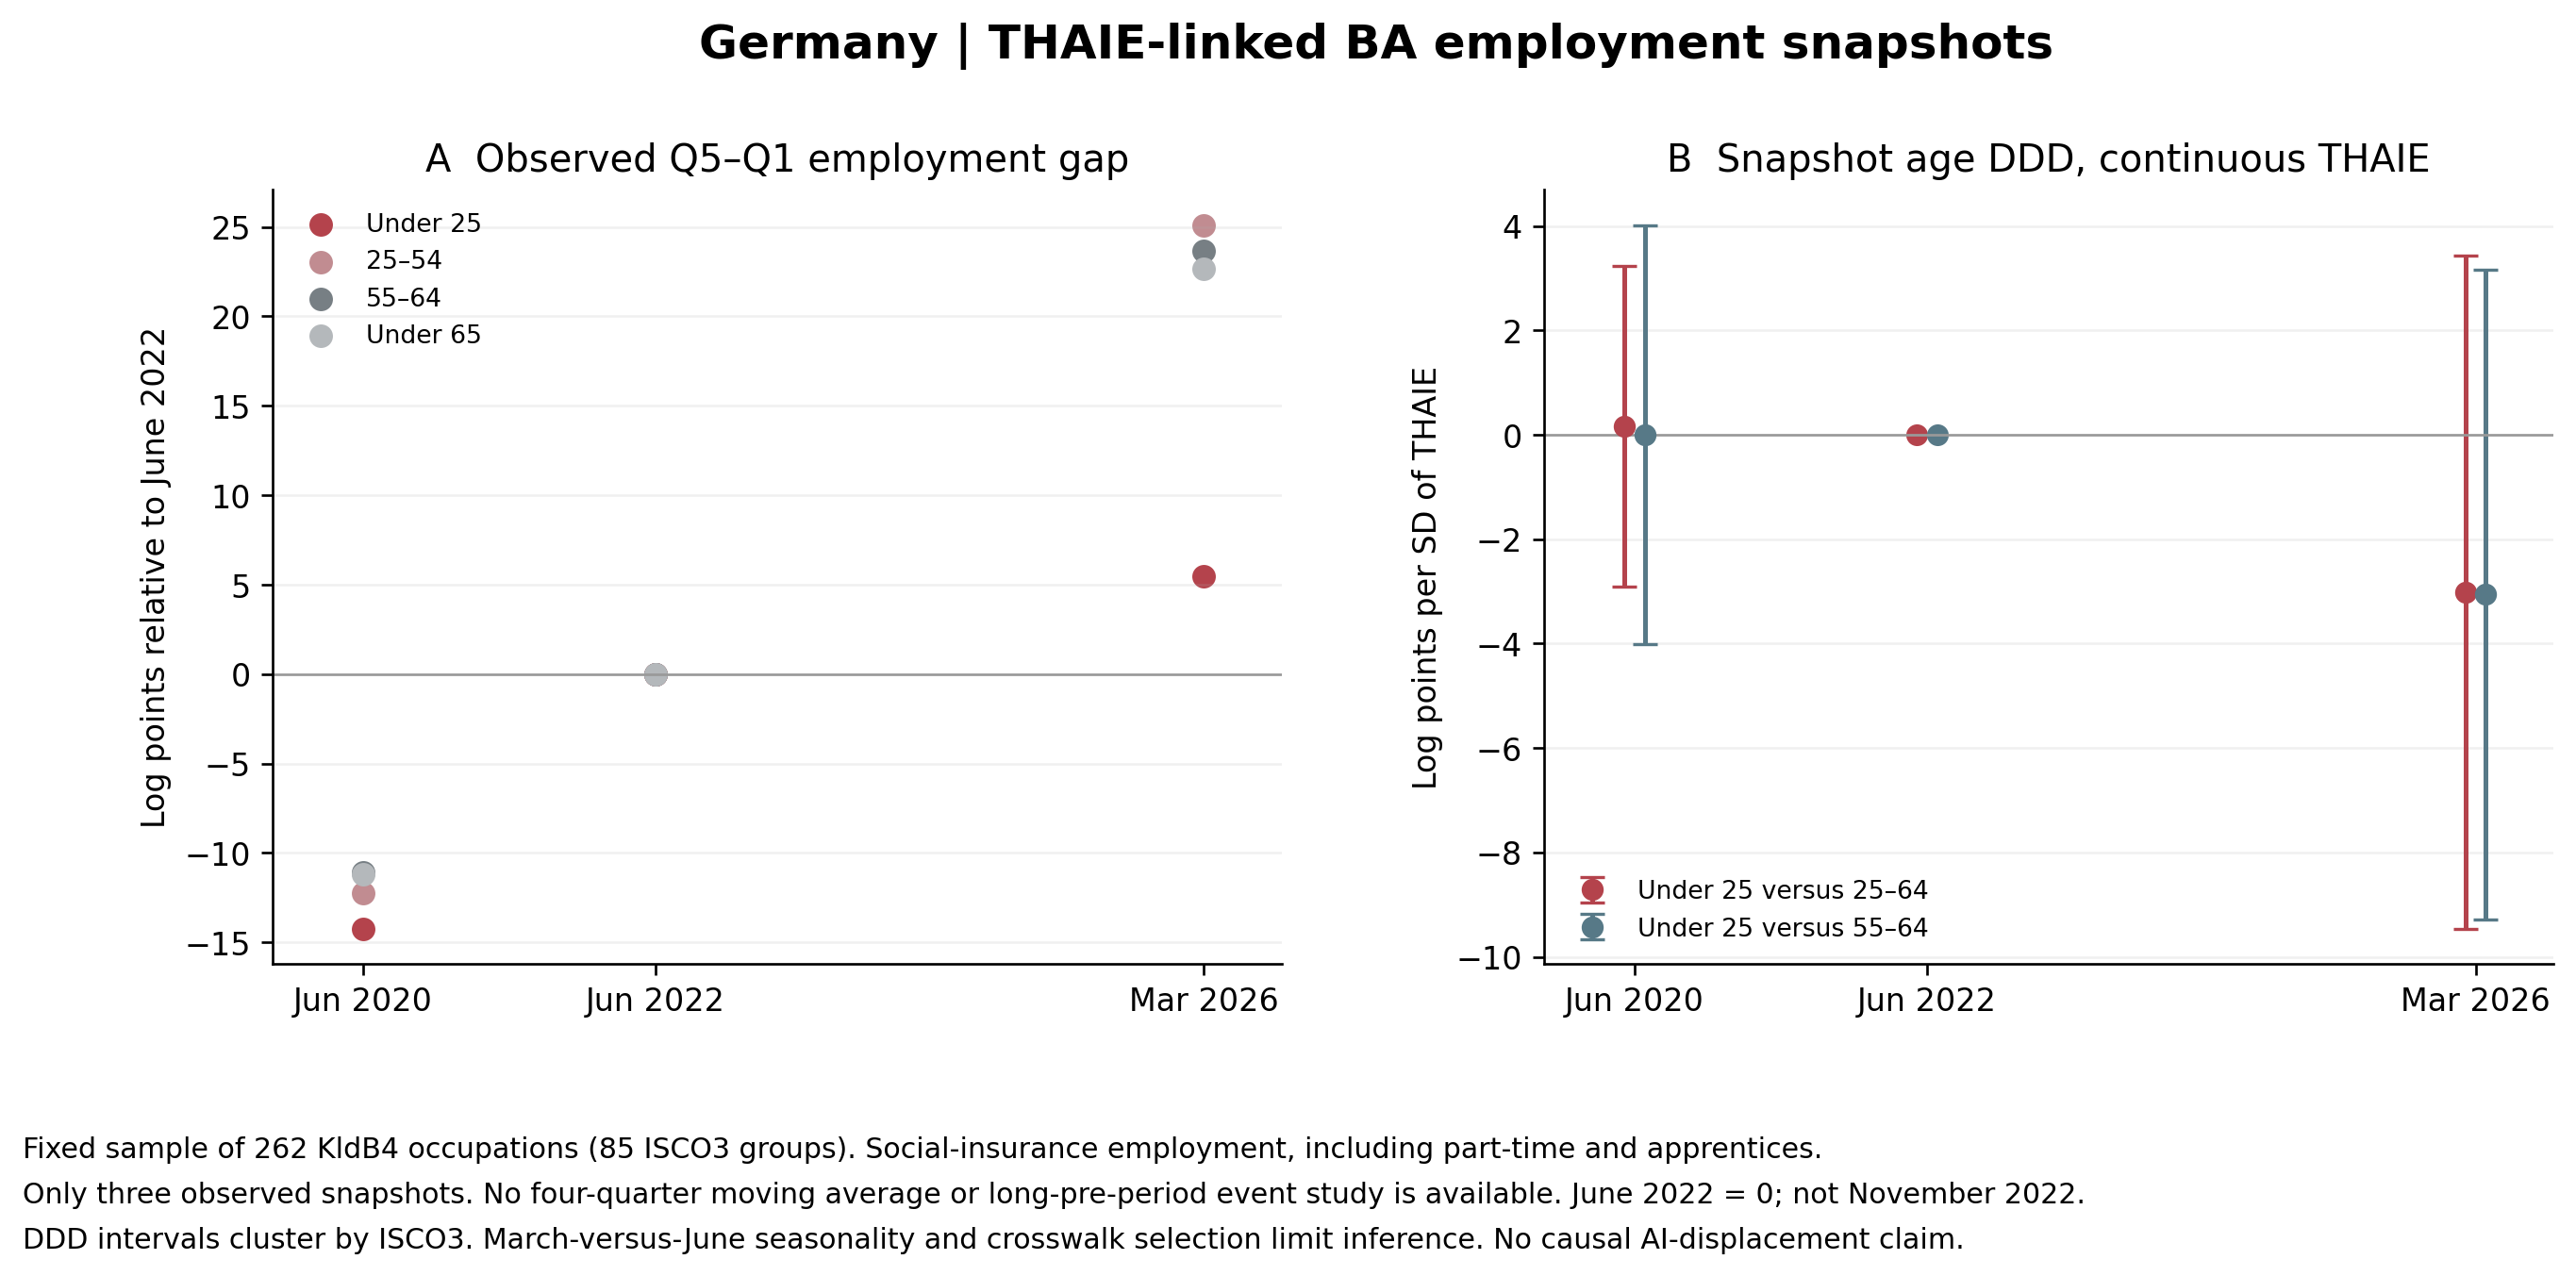 Germany | THAIE-linked BA employment snapshots
A  Observed Q5–Q1 employment gap
Log points relative to June 2022
25
20
15
10
5
0
−5
−10
−15
Under 25
25–54
55–64
Under 65
Jun 2020
Jun 2022
Mar 2026
B  Snapshot age DDD, continuous THAIE
Log points per SD of THAIE
4
2
0
−2
−4
−6
−8
−10
Under 25 versus 25–64
Under 25 versus 55–64
Jun 2020
Jun 2022
Mar 2026
Fixed sample of 262 KldB4 occupations (85 ISCO3 groups). Social-insurance employment, including part-time and apprentices.
Only three observed snapshots. No four-quarter moving average or long-pre-period event study is available. June 2022 = 0; not November 2022.
DDD intervals cluster by ISCO3. March-versus-June seasonality and crosswalk selection limit inference. No causal AI-displacement claim.